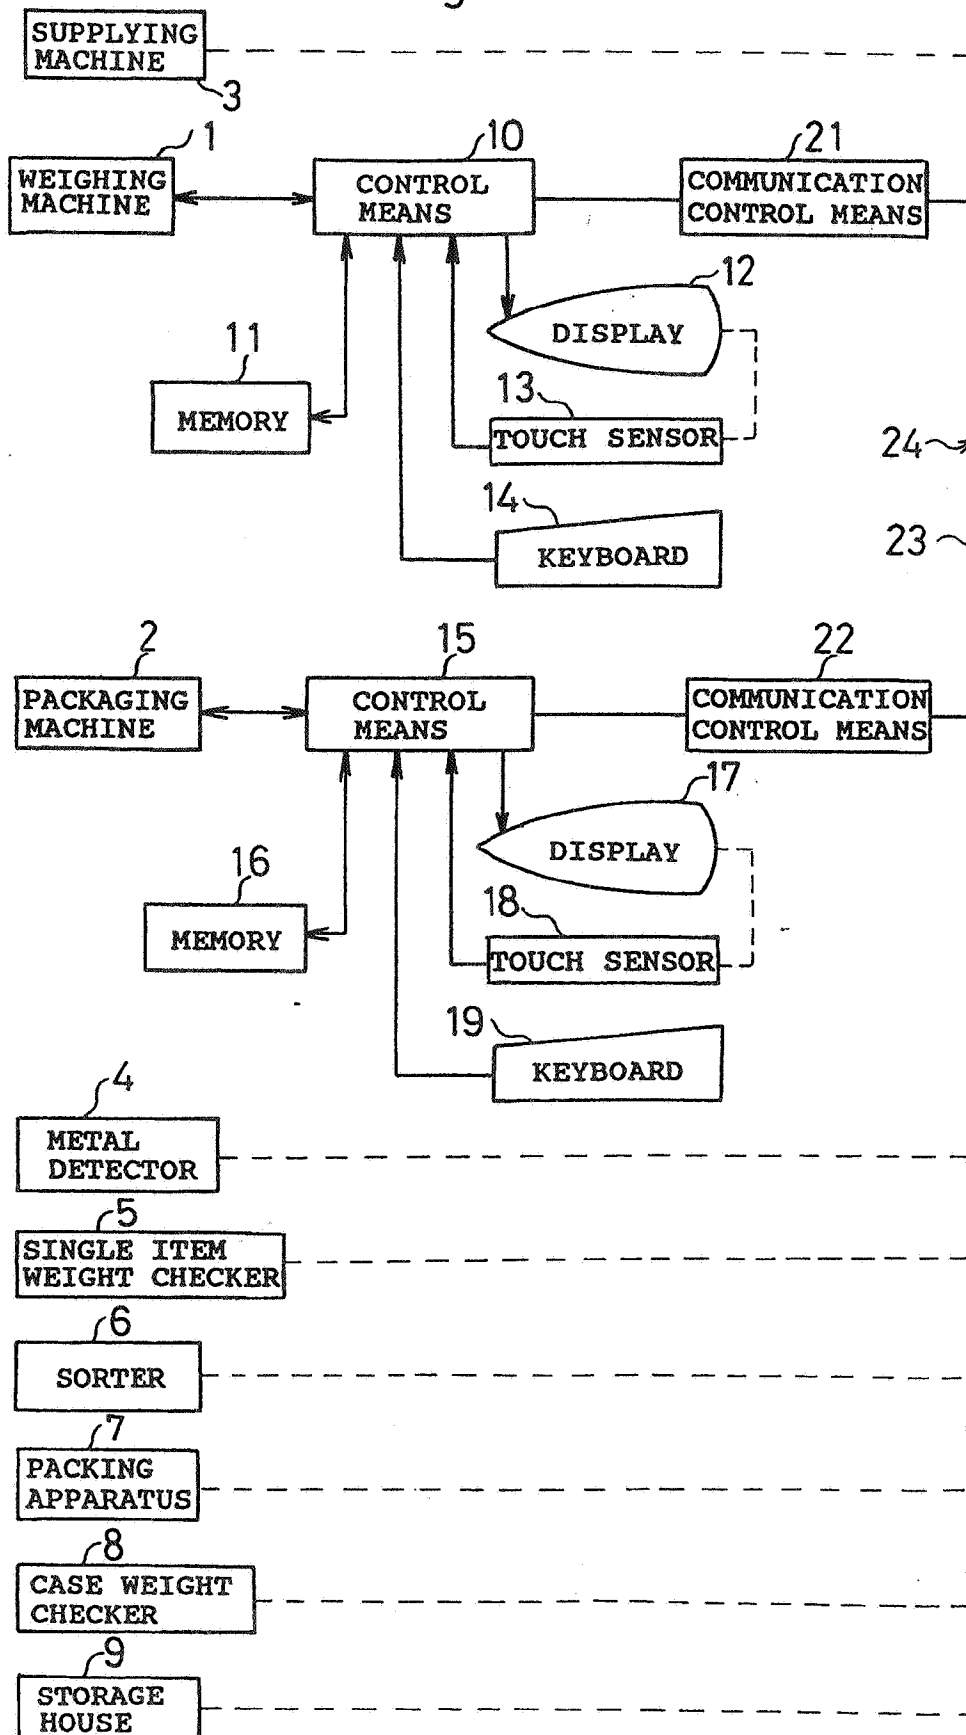 SUPPLYING
MACHINE
3
1
WEIGHING
MACHINE
10
CONTROL
MEANS
21
COMMUNICATION
CONTROL MEANS
12
DISPLAY
11
MEMORY
13
TOUCH SENSOR
24
14
KEYBOARD
23
2
PACKAGING
MACHINE
15
CONTROL
MEANS
22
COMMUNICATION
CONTROL MEANS
17
DISPLAY
16
MEMORY
18
TOUCH SENSOR
19
KEYBOARD
4
METAL
DETECTOR
5
SINGLE ITEM
WEIGHT CHECKER
6
SORTER
7
PACKING
APPARATUS
8
CASE WEIGHT
CHECKER
9
STORAGE
HOUSE